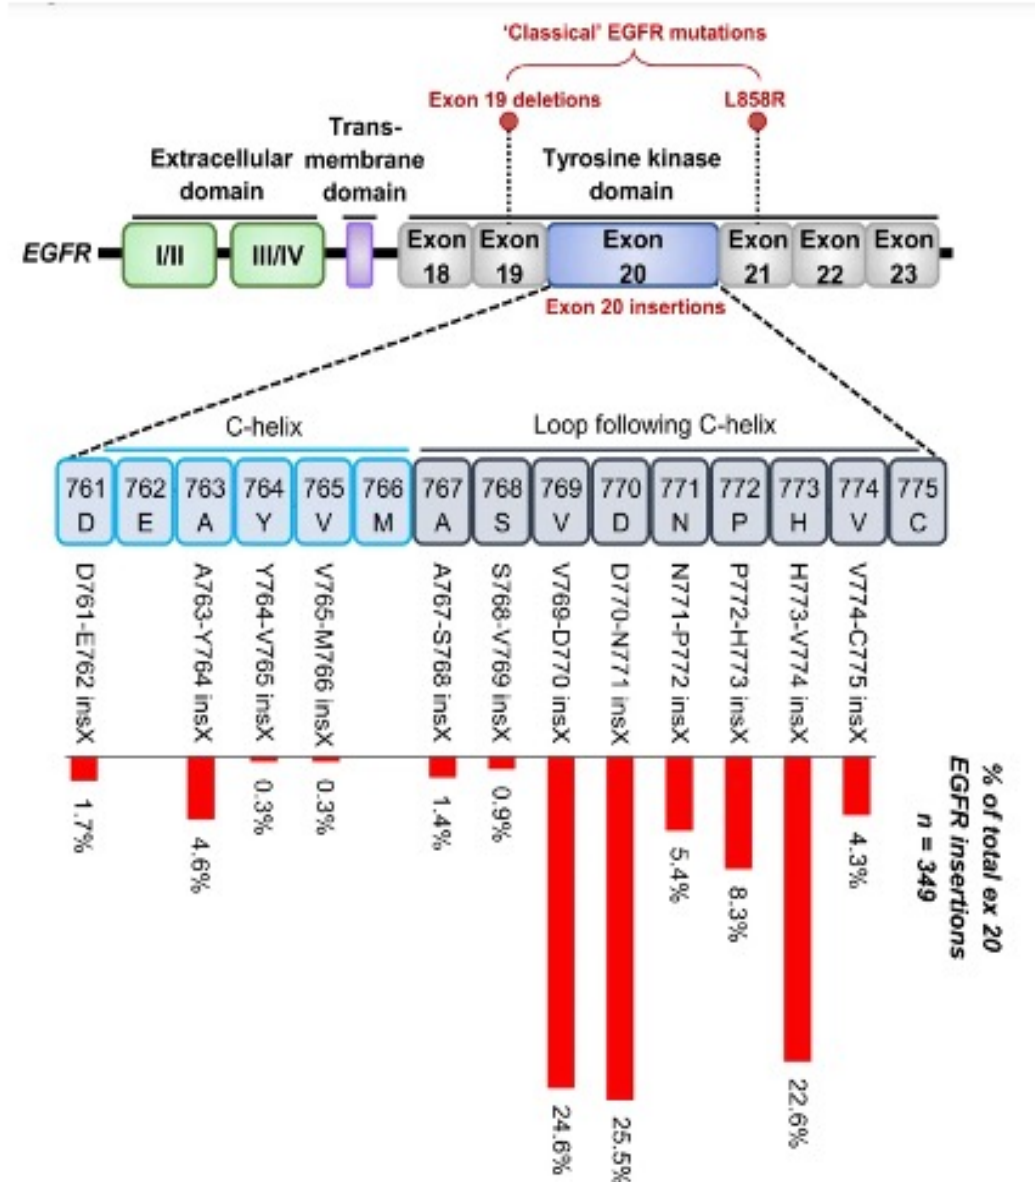 ‘Classical’ EGFR mutations
Exon 19 deletions
L858R
Extracellular
domain
Trans-
membrane
domain
Tyrosine kinase
domain
EGFR
I/II
III/IV
Exon
18
Exon
19
Exon
20
Exon
21
Exon
22
Exon
23
Exon 20 insertions
C-helix
Loop following C-helix
761
D
762
E
763
A
764
Y
765
V
766
M
767
A
768
S
769
V
770
D
771
N
772
P
773
H
774
V
775
C
D761-E762 insX
A763-Y764 insX
Y764-V765 insX
V765-M766 insX
A767-S768 insX
S768-V769 insX
V769-D770 insX
D770-N771 insX
N771-P772 insX
P772-H773 insX
H773-V774 insX
V774-C775 insX
1.7%
4.6%
0.3%
0.3%
1.4%
0.9%
24.6%
25.5%
5.4%
8.3%
22.6%
4.3%
% of total ex 20
EGFR insertions
n = 349